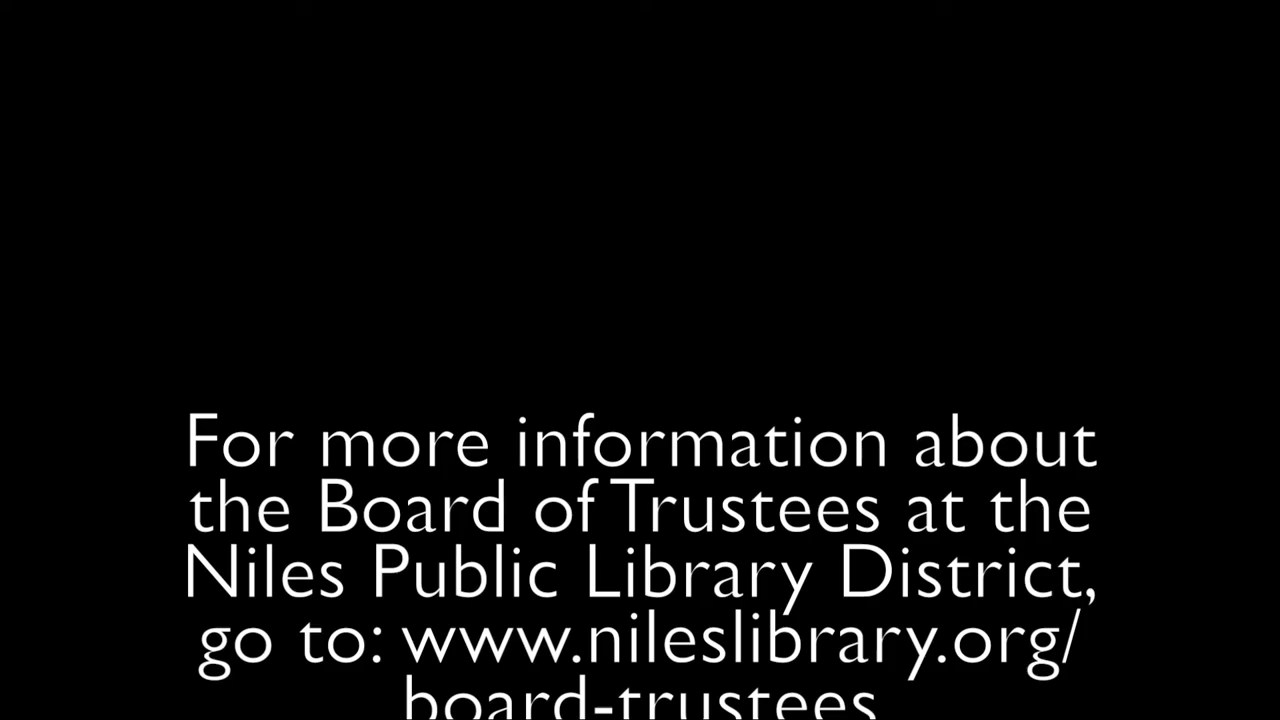 For more information about
the Board of Trustees at the
Niles Public Library District,
go to: www.nileslibrary.org/
board-trustees